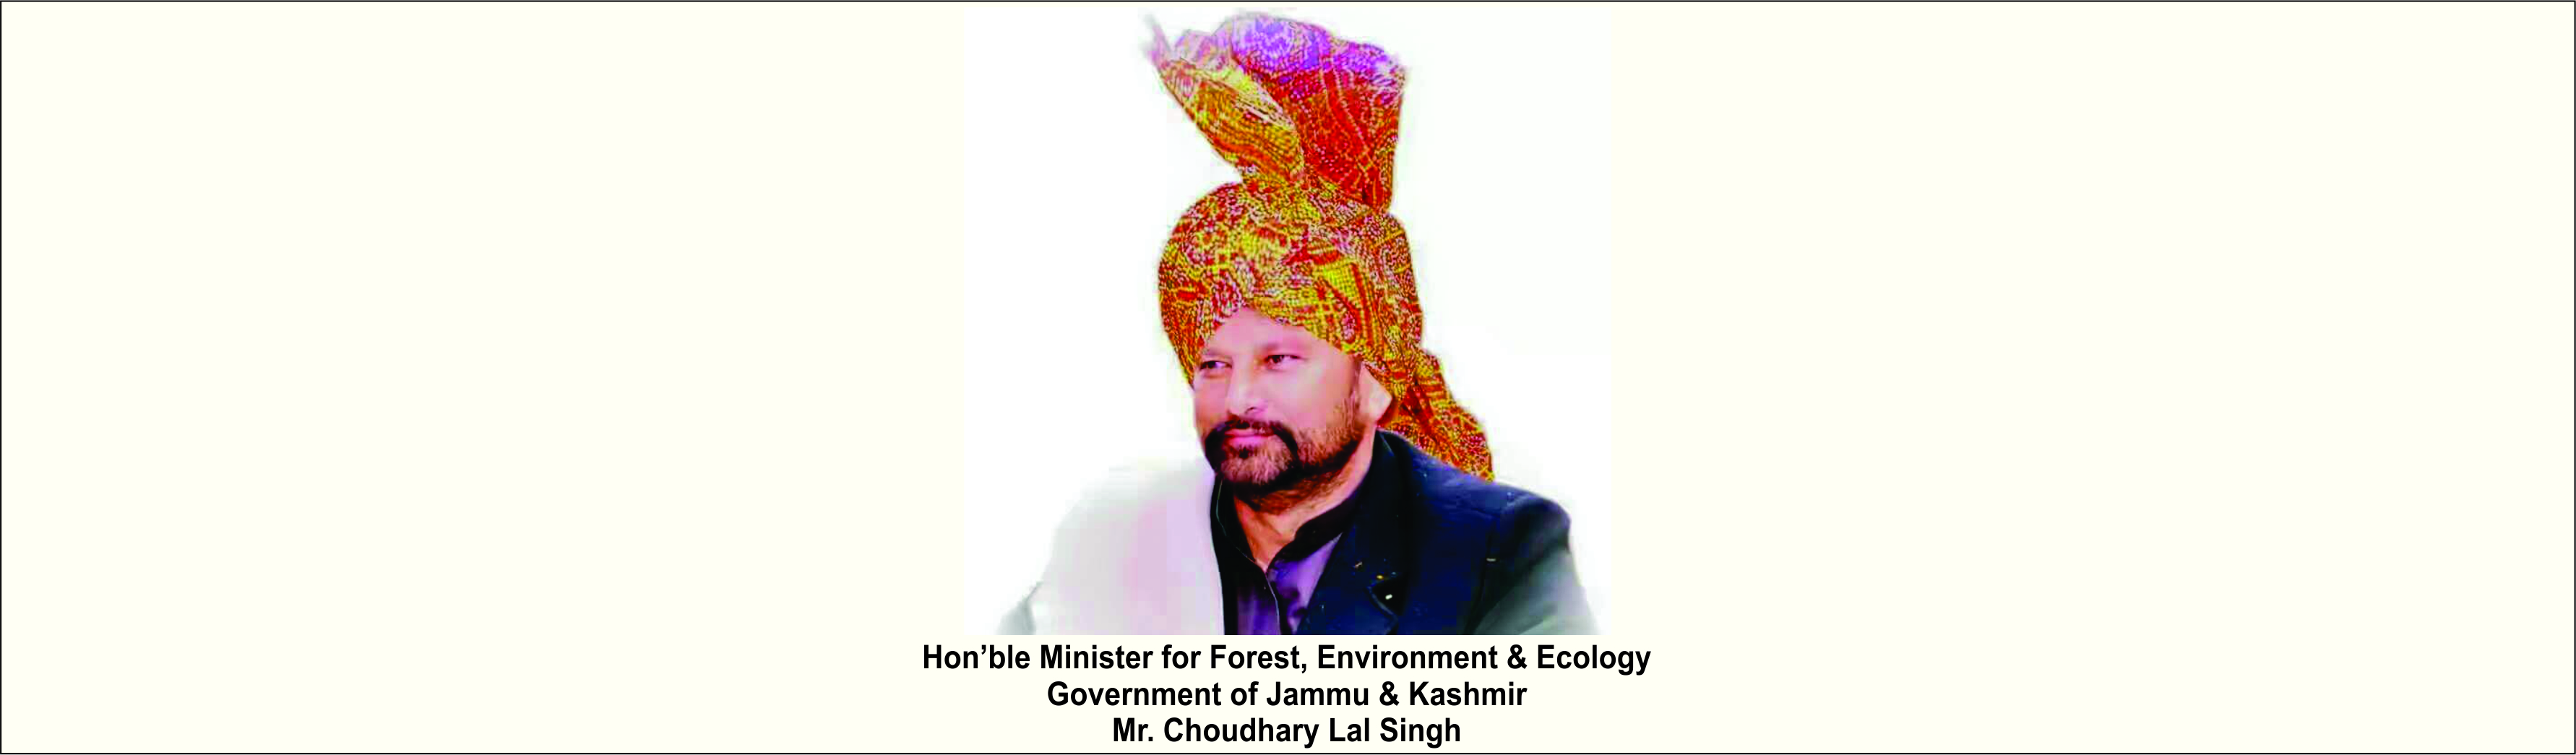 Hon’ble Minister for Forest, Environment & Ecology
Government of Jammu & Kashmir
Mr. Choudhary Lal Singh